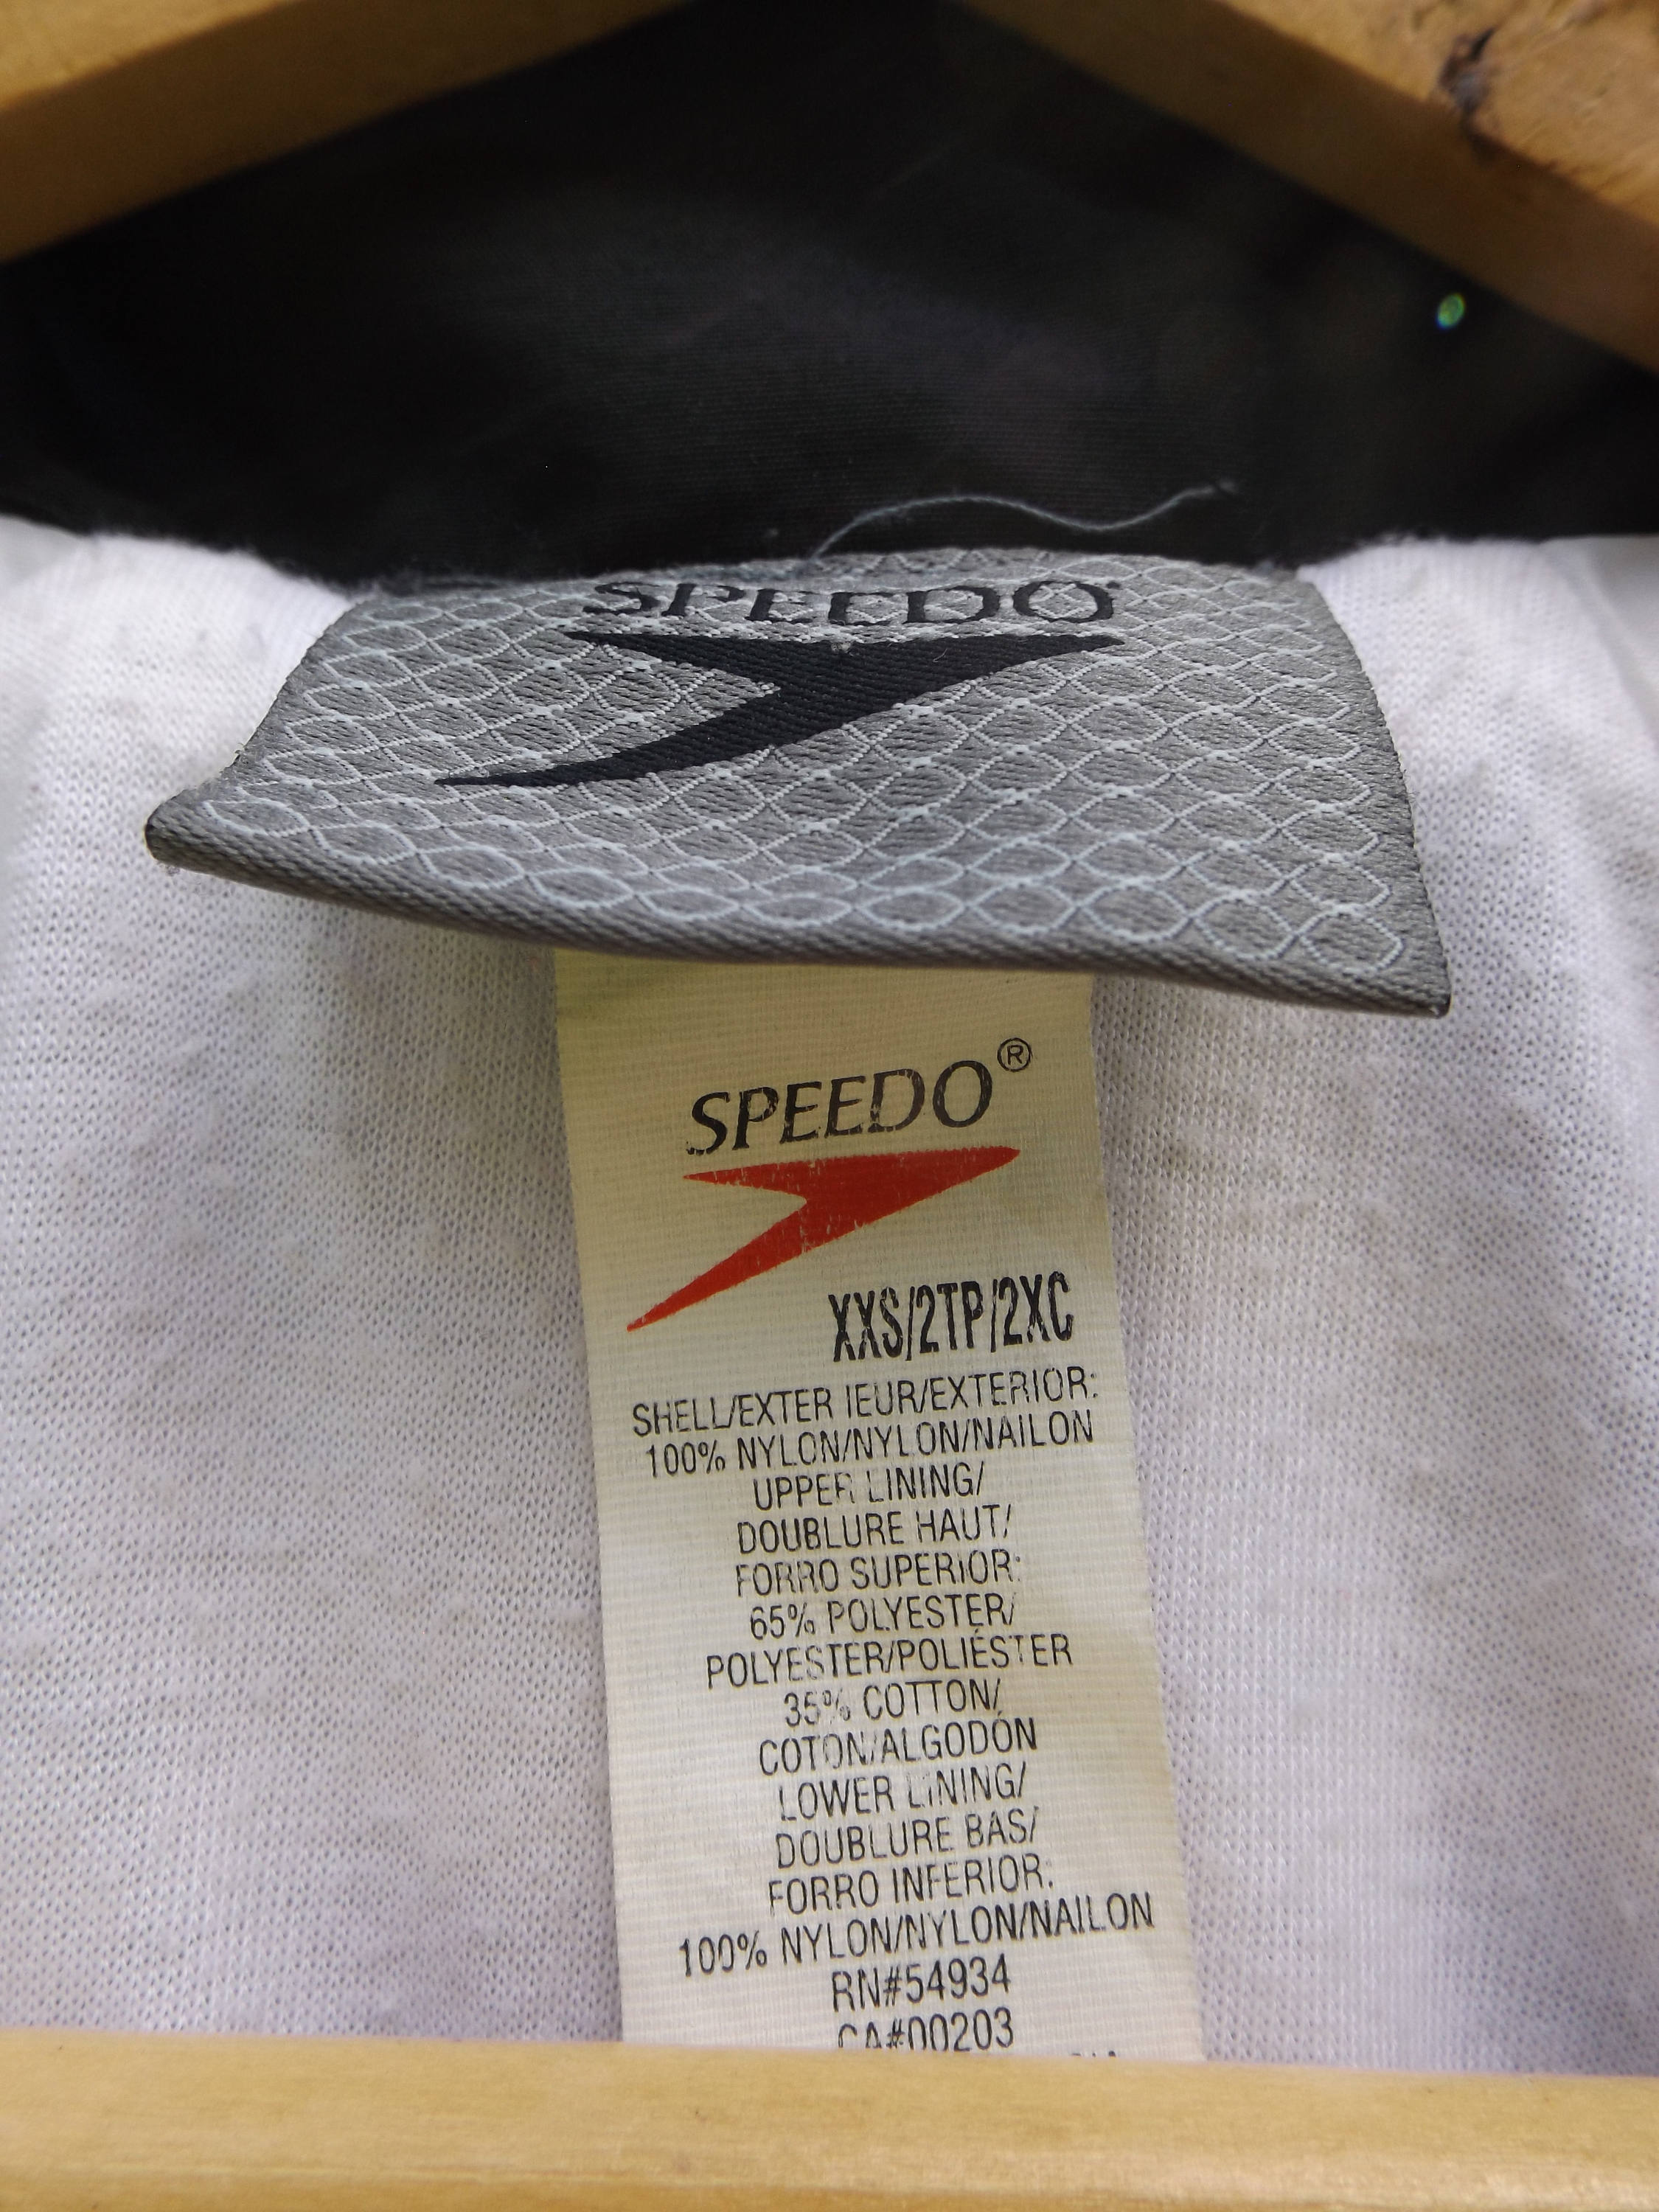 SPEEDO
SPEEDO®
XXS/2TP/2XC
SHELL/EXTER IEUR/EXTERIOR:
100% NYLON/NYLON/NAILON
UPPER LINING/
DOUBLURE HAUT/
FORRO SUPERIOR:
65% POLYESTER/
POLYESTER/POLIÉSTER
35% COTTON/
COTON/ALGODÓN
LOWER LINING/
DOUBLURE BAS/
FORRO INFERIOR:
100% NYLON/NYLON/NAILON
RN#54934
CA#00203